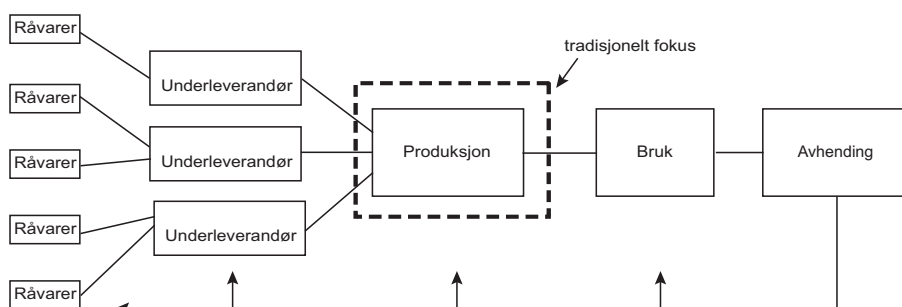 Råvarer
Råvarer
Råvarer
Råvarer
Råvarer
Underleverandør
Underleverandør
Underleverandør
tradisjonelt fokus
Produksjon
Bruk
Avhending